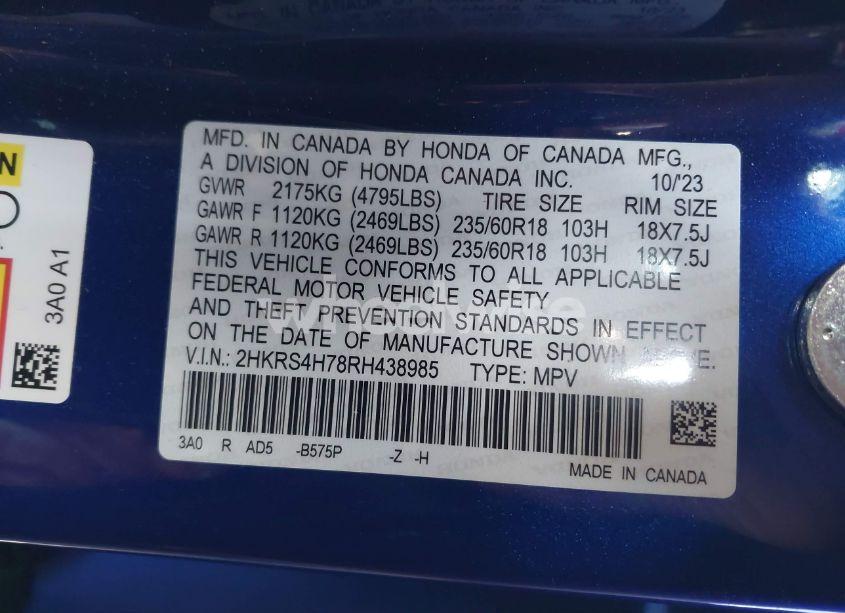 MFD. IN CANADA BY HONDA OF CANADA MFG.,
A DIVISION OF HONDA CANADA INC. 10/'23
GVWR 2175KG (4795LBS) TIRE SIZE RIM SIZE
GAWR F 1120KG (2469LBS) 235/60R18 103H 18X7.5J
GAWR R 1120KG (2469LBS) 235/60R18 103H 18X7.5J
THIS VEHICLE CONFORMS TO ALL APPLICABLE
FEDERAL MOTOR VEHICLE SAFETY
AND THEFT PREVENTION STANDARDS IN EFFECT
ON THE DATE OF MANUFACTURE SHOWN ABOVE.
V.I.N.: 2HKRS4H78RH438985 TYPE: MPV
3A0 R AD5 -B575P -Z -H
MADE IN CANADA
3A0 A1
N